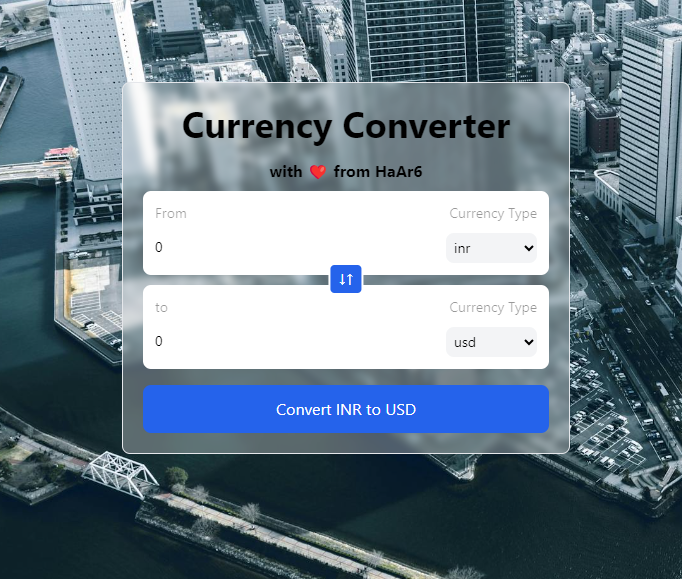 Currency Converter
with ❤️ from HaAr6
From Currency Type
0 inr
to Currency Type
0 usd
Convert INR to USD